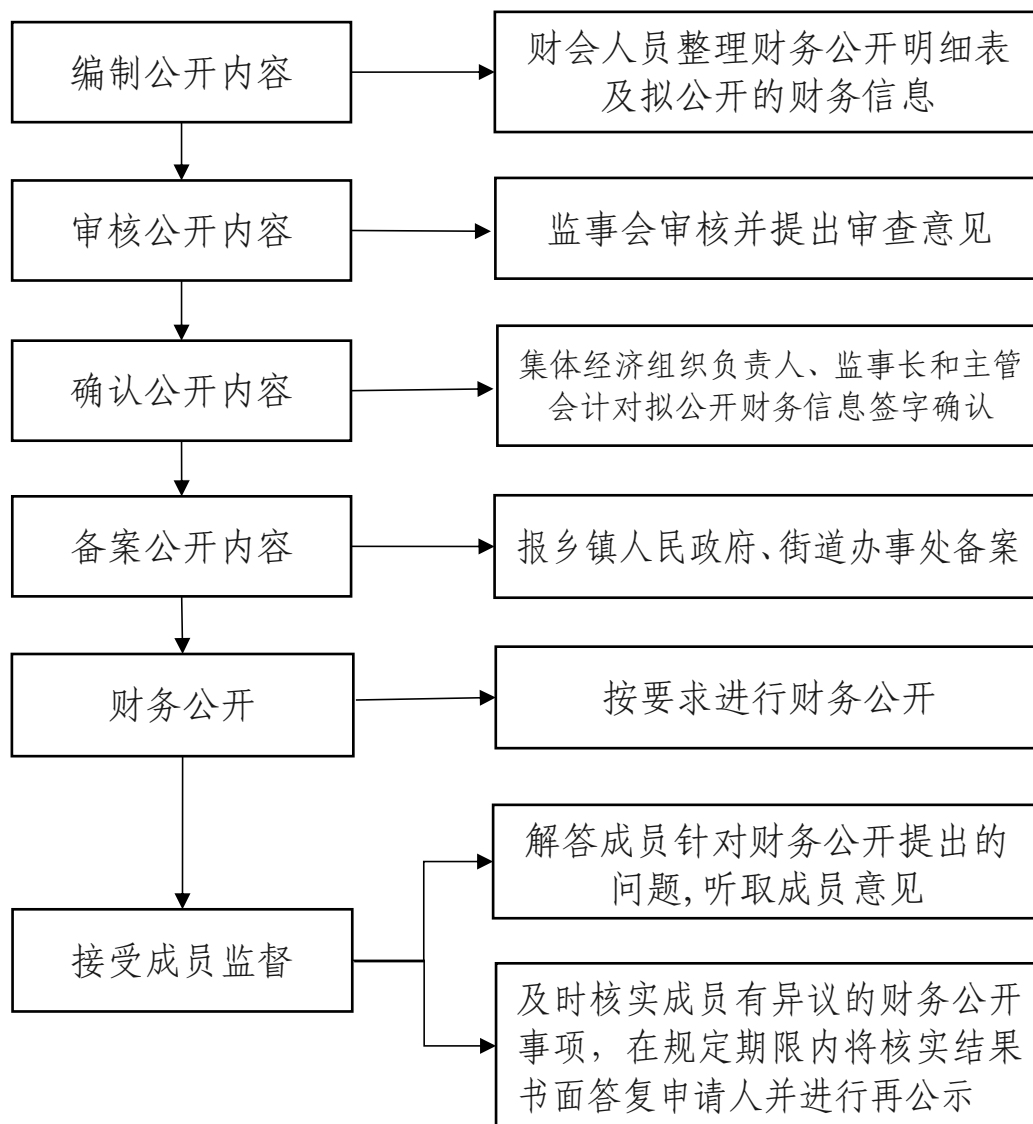 编制公开内容
财会人员整理财务公开明细表
及拟公开的财务信息
审核公开内容
监事会审核并提出审查意见
确认公开内容
集体经济组织负责人、监事长和主管
会计对拟公开财务信息签字确认
备案公开内容
报乡镇人民政府、街道办事处备案
财务公开
按要求进行财务公开
接受成员监督
解答成员针对财务公开提出的
问题,听取成员意见
及时核实成员有异议的财务公开
事项，在规定期限内将核实结果
书面答复申请人并进行再公示